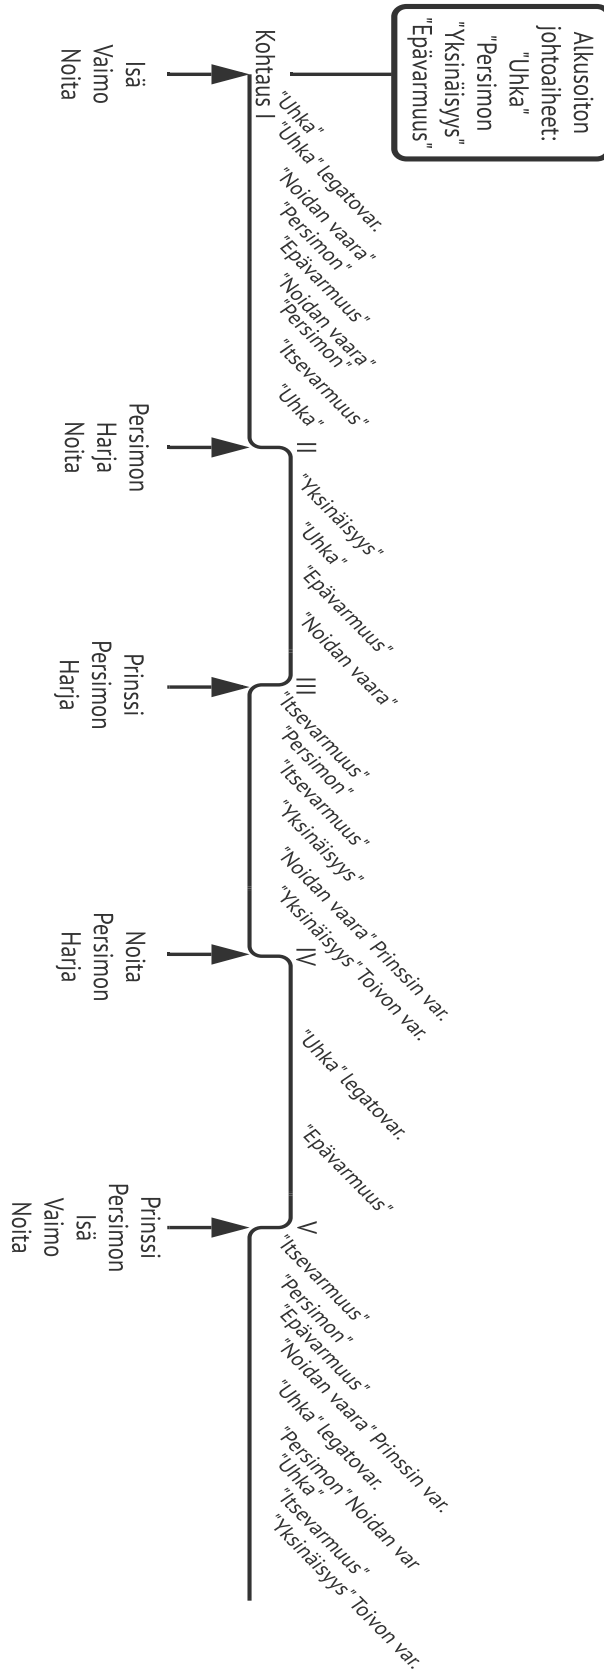 Alkusoiton
johtoaiheet:
"Uhka"
"Persimon
"Yksinäisyys"
"Epävarmuus"
Kohtaus I
"Uhka"
"Uhka" legatovar.
"Noidan vaara"
"Persimon"
"Epävarmuus"
"Noidan vaara"
"Persimon"
"Itsevarmuus"
"Uhka"
Isä
Vaimo
Noita
II
"Yksinäisyys"
"Uhka"
"Epävarmuus"
"Noidan vaara"
Persimon
Harja
Noita
III
"Itsevarmuus"
"Persimon"
"Itsevarmuus"
"Yksinäisyys"
"Noidan vaara" Prinssin var.
"Yksinäisyys" Toivon var.
Prinssi
Persimon
Harja
IV
"Uhka" legatovar.
"Epävarmuus"
Noita
Persimon
Harja
V
"Itsevarmuus"
"Persimon"
"Epävarmuus"
"Noidan vaara" Prinssin var.
"Uhka" legatovar.
"Persimon" Noidan var
"Uhka"
"Itsevarmuus"
"Yksinäisyys" Toivon var.
Prinssi
Persimon
Isä
Vaimo
Noita